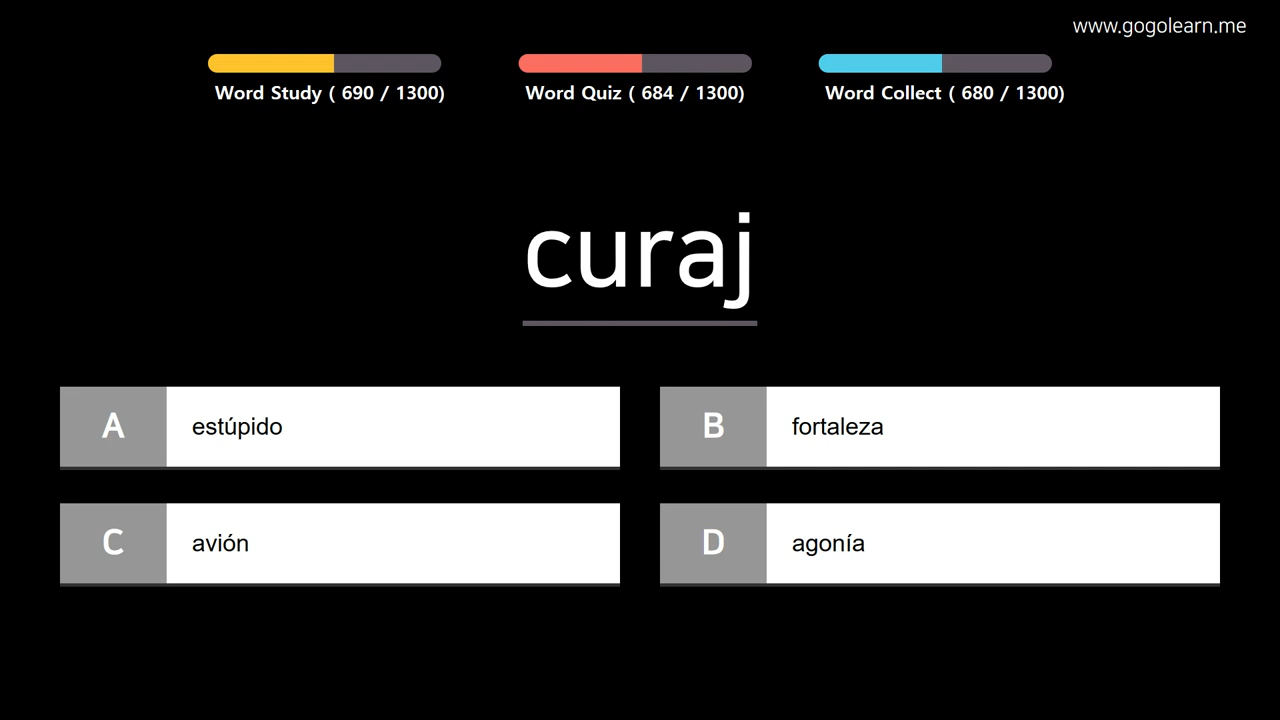 www.gogolearn.me
Word Study ( 690 / 1300)
Word Quiz ( 684 / 1300)
Word Collect ( 680 / 1300)
curaj
A estúpido
B fortaleza
C avión
D agonía